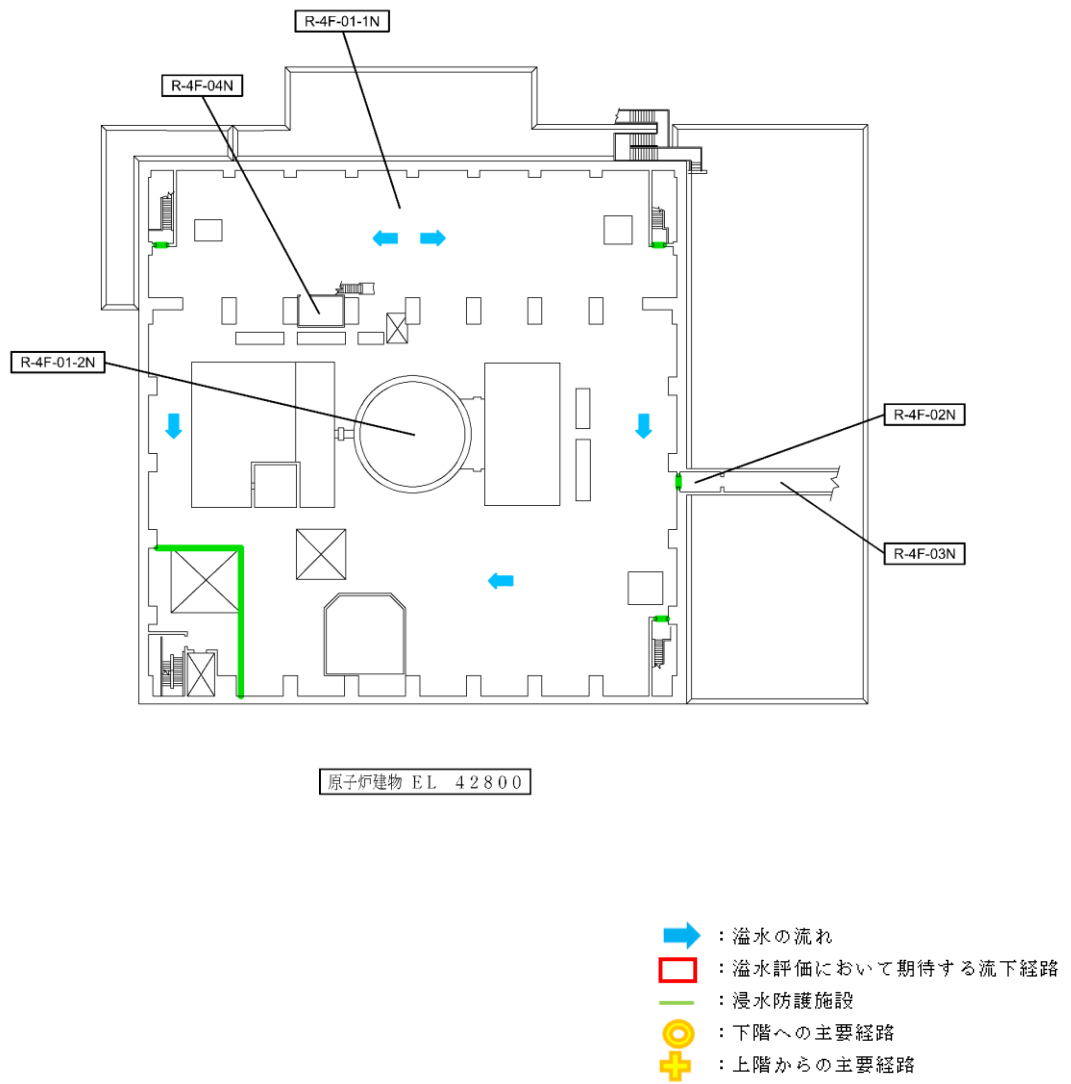 R-4F-01-1N
R-4F-04N
R-4F-01-2N
R-4F-02N
R-4F-03N
原子炉建物 EL 42800
：溢水の流れ
：溢水評価において期待する流下経路
：浸水防護施設
：下階への主要経路
：上階からの主要経路